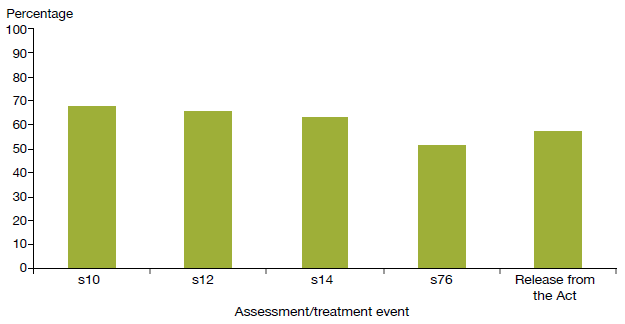 Percentage
100
90
80
70
60
50
40
30
20
10
0
s10 s12 s14 s76 Release from
the Act
Assessment/treatment event